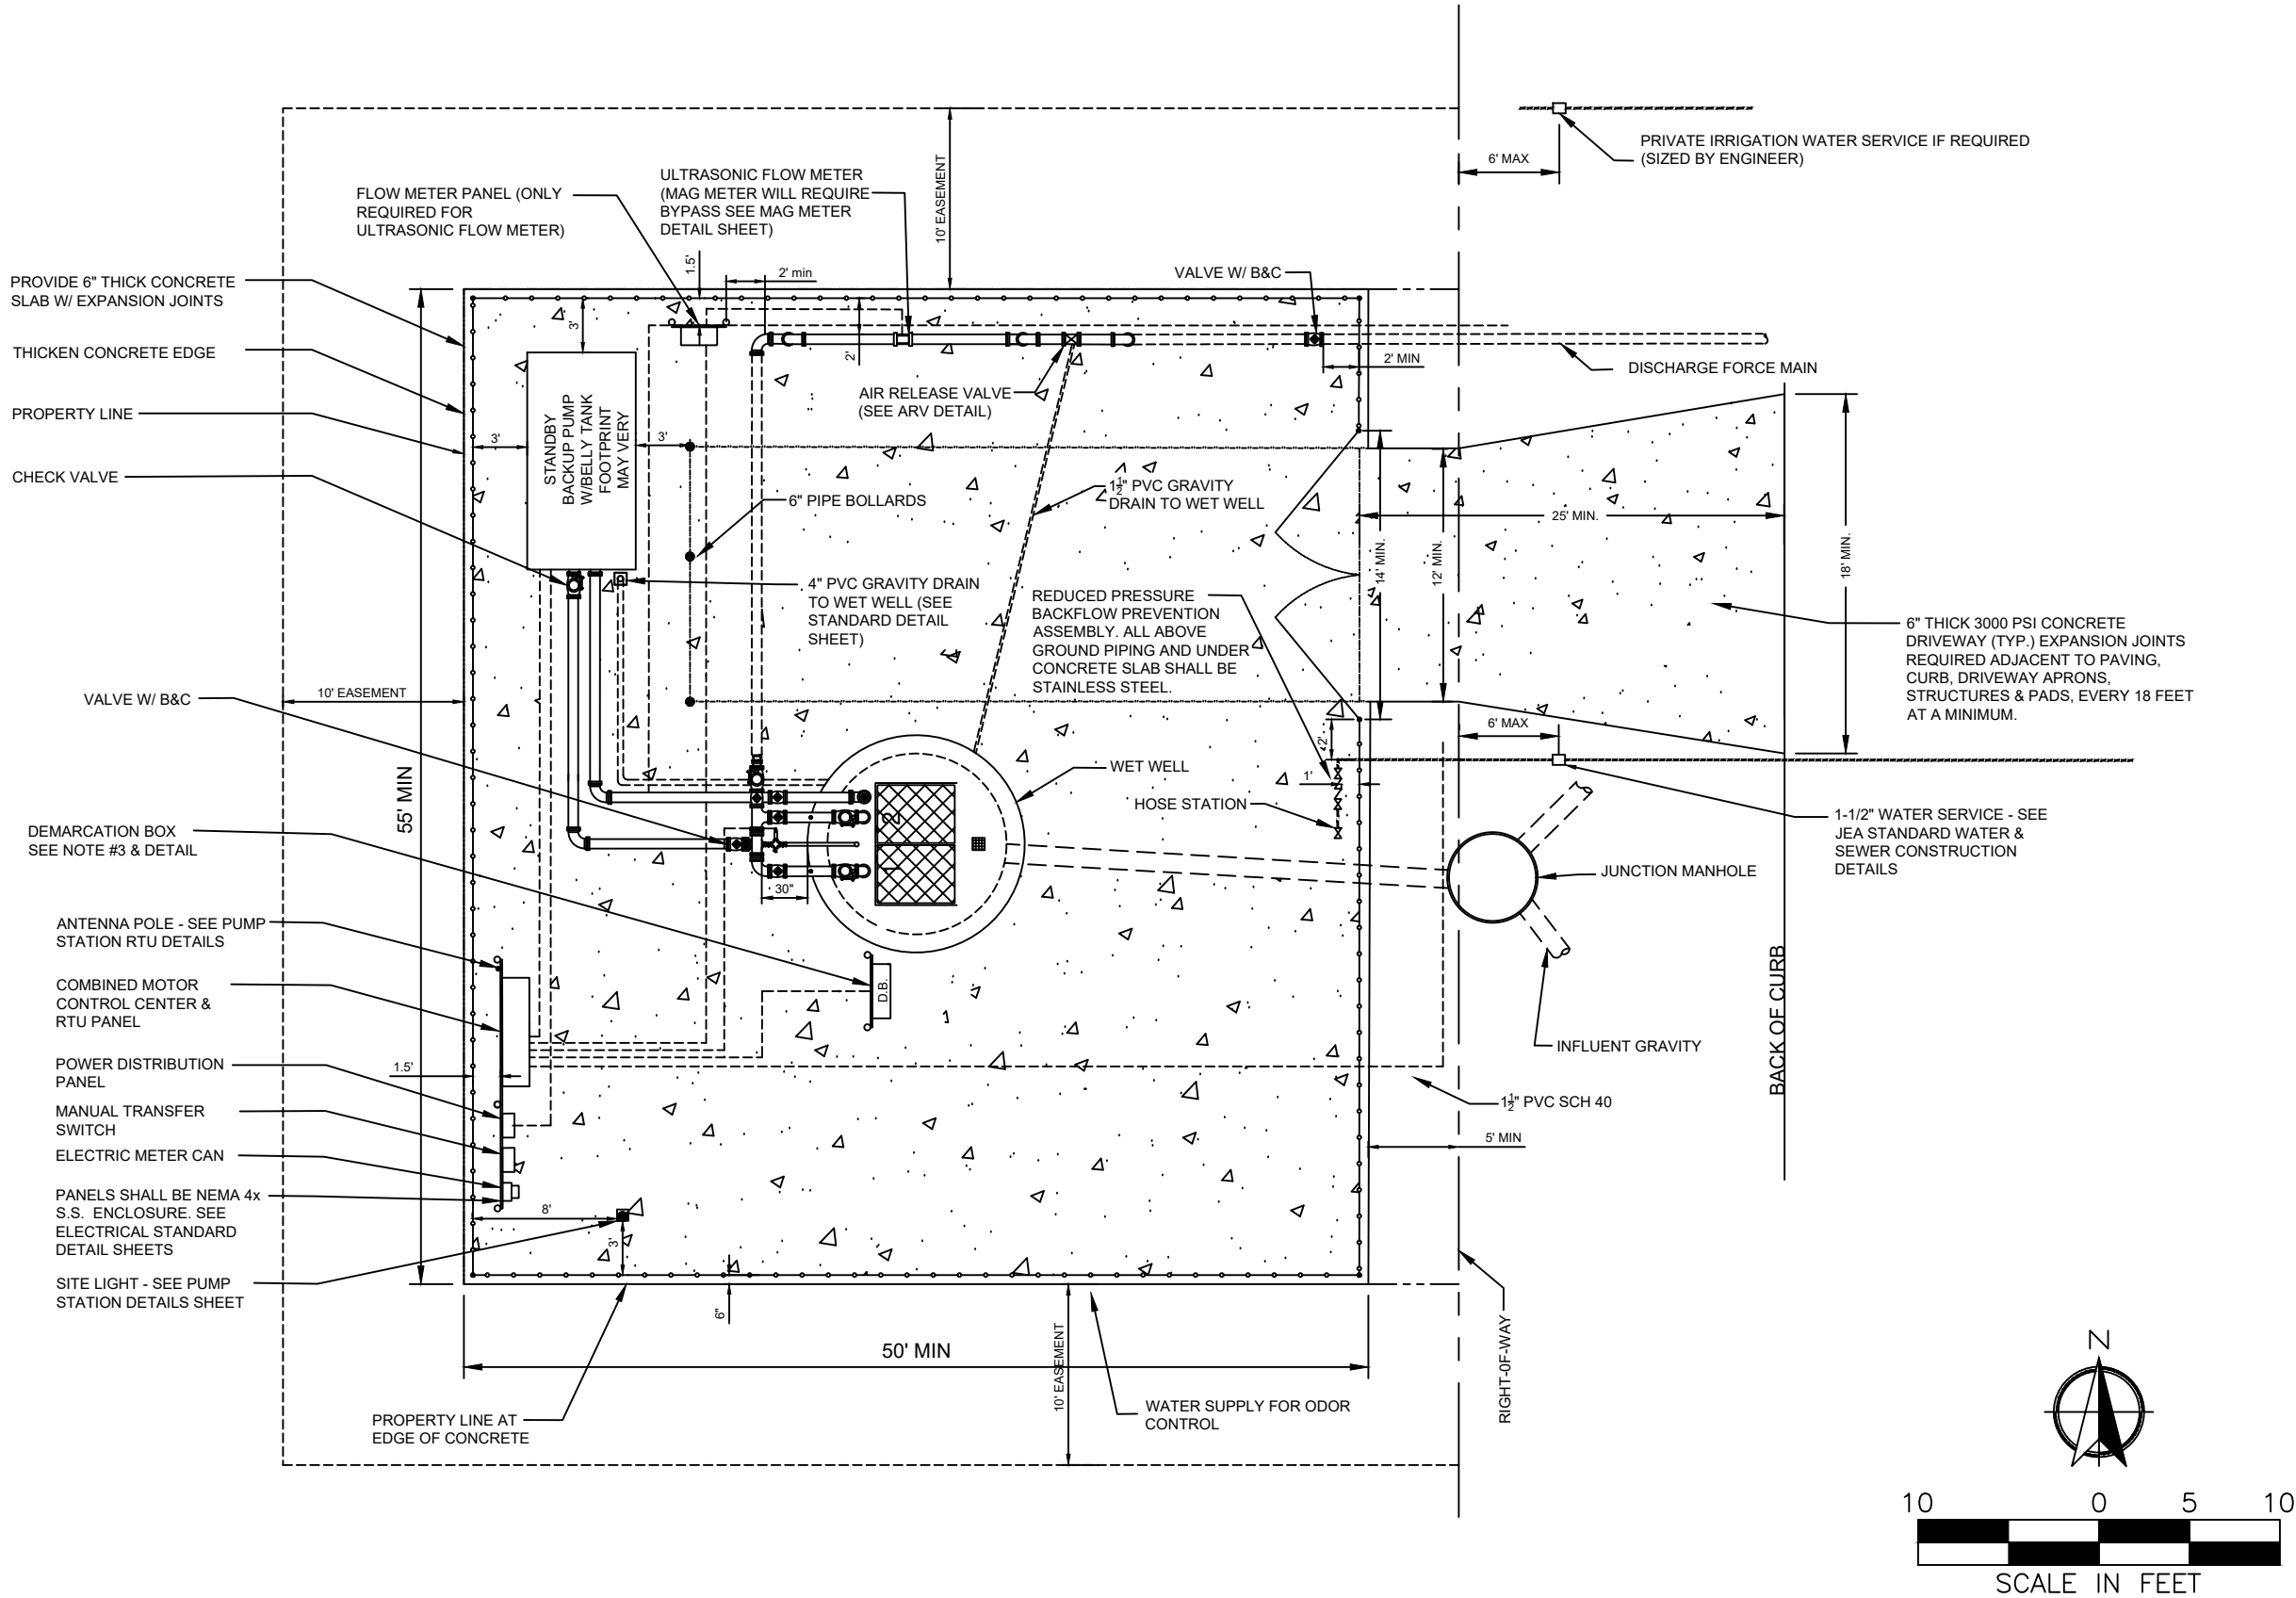 PRIVATE IRRIGATION WATER SERVICE IF REQUIRED
(SIZED BY ENGINEER)
6' MAX
10' EASEMENT
ULTRASONIC FLOW METER
(MAG METER WILL REQUIRE
BYPASS SEE MAG METER
DETAIL SHEET)
FLOW METER PANEL (ONLY
REQUIRED FOR
ULTRASONIC FLOW METER)
1.5'
2' min
VALVE W/ B&C
PROVIDE 6" THICK CONCRETE
SLAB W/ EXPANSION JOINTS
THICKEN CONCRETE EDGE
PROPERTY LINE
CHECK VALVE
3'
2'
2' MIN
DISCHARGE FORCE MAIN
AIR RELEASE VALVE
(SEE ARV DETAIL)
3'
STANDBY
BACKUP PUMP
W/BELLY TANK
FOOTPRINT
MAY VERY
3'
6" PIPE BOLLARDS
1½" PVC GRAVITY
DRAIN TO WET WELL
25' MIN.
14' MIN.
12' MIN.
18' MIN.
4" PVC GRAVITY DRAIN
TO WET WELL (SEE
STANDARD DETAIL
SHEET)
REDUCED PRESSURE
BACKFLOW PREVENTION
ASSEMBLY. ALL ABOVE
GROUND PIPING AND UNDER
CONCRETE SLAB SHALL BE
STAINLESS STEEL.
6" THICK 3000 PSI CONCRETE
DRIVEWAY (TYP.) EXPANSION JOINTS
REQUIRED ADJACENT TO PAVING,
CURB, DRIVEWAY APRONS,
STRUCTURES & PADS, EVERY 18 FEET
AT A MINIMUM.
VALVE W/ B&C
10' EASEMENT
6' MAX
2'
1'
WET WELL
HOSE STATION
55' MIN
1-1/2" WATER SERVICE - SEE
JEA STANDARD WATER &
SEWER CONSTRUCTION
DETAILS
DEMARCATION BOX
SEE NOTE #3 & DETAIL
2
1
30"
JUNCTION MANHOLE
ANTENNA POLE - SEE PUMP
STATION RTU DETAILS
COMBINED MOTOR
CONTROL CENTER &
RTU PANEL
D.B.
BACK OF CURB
INFLUENT GRAVITY
POWER DISTRIBUTION
PANEL
1.5'
1½" PVC SCH 40
MANUAL TRANSFER
SWITCH
5' MIN
ELECTRIC METER CAN
PANELS SHALL BE NEMA 4x
S.S. ENCLOSURE. SEE
ELECTRICAL STANDARD
DETAIL SHEETS
8'
3'
SITE LIGHT - SEE PUMP
STATION DETAILS SHEET
6"
50' MIN
10' EASEMENT
RIGHT-0F-WAY
PROPERTY LINE AT
EDGE OF CONCRETE
WATER SUPPLY FOR ODOR
CONTROL
N
10 0 5 10
SCALE IN FEET